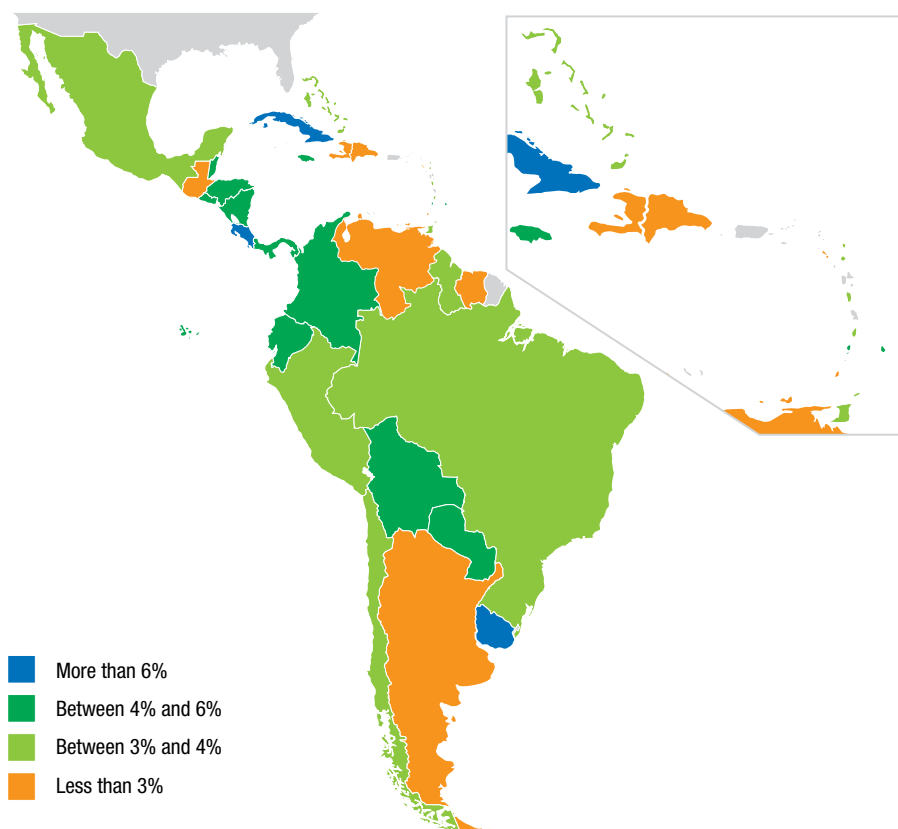 More than 6%
Between 4% and 6%
Between 3% and 4%
Less than 3%